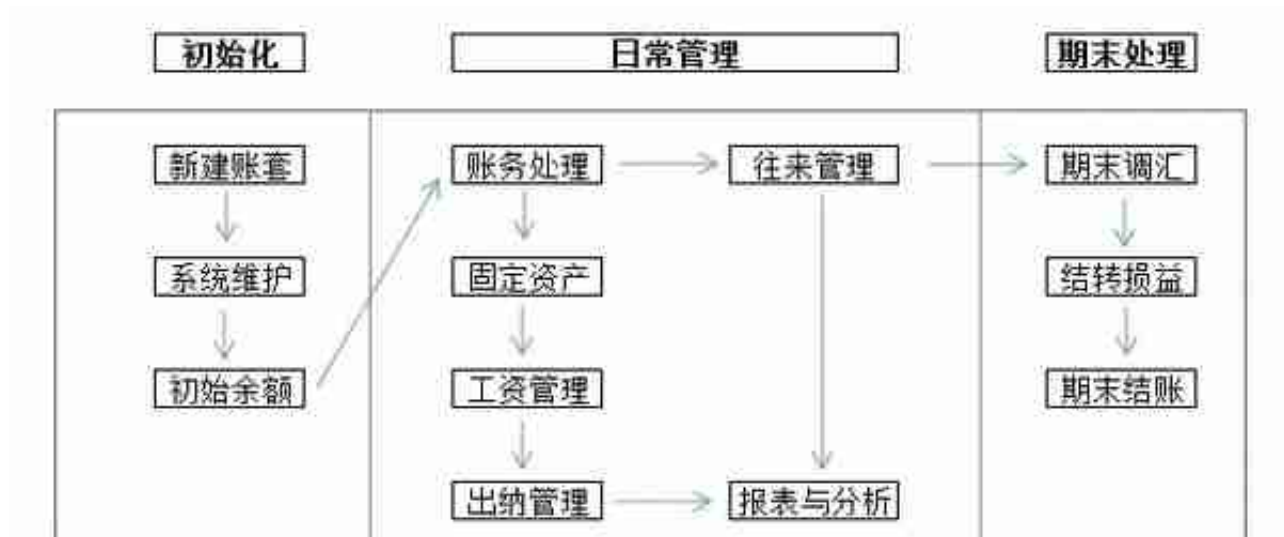 初始化
日常管理
期末处理
新建账套
账务处理
往来管理
期末调汇
系统维护
固定资产
结转损益
初始余额
工资管理
期末结账
出纳管理
报表与分析